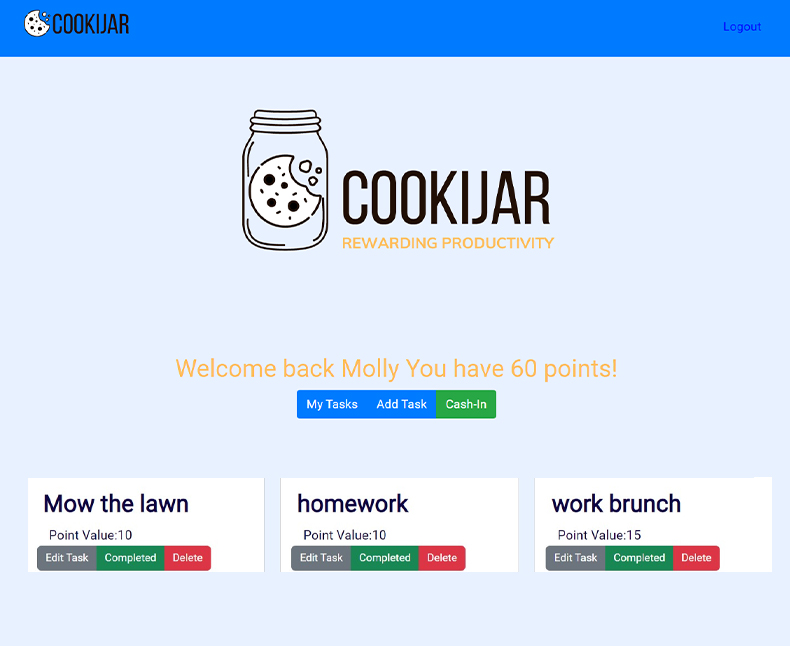 COOKIJAR
Logout
COOKIJAR
REWARDING PRODUCTIVITY
Welcome back Molly You have 60 points!
My Tasks Add Task Cash-In
Mow the lawn
Point Value:10
Edit Task Completed Delete
homework
Point Value:10
Edit Task Completed Delete
work brunch
Point Value:15
Edit Task Completed Delete